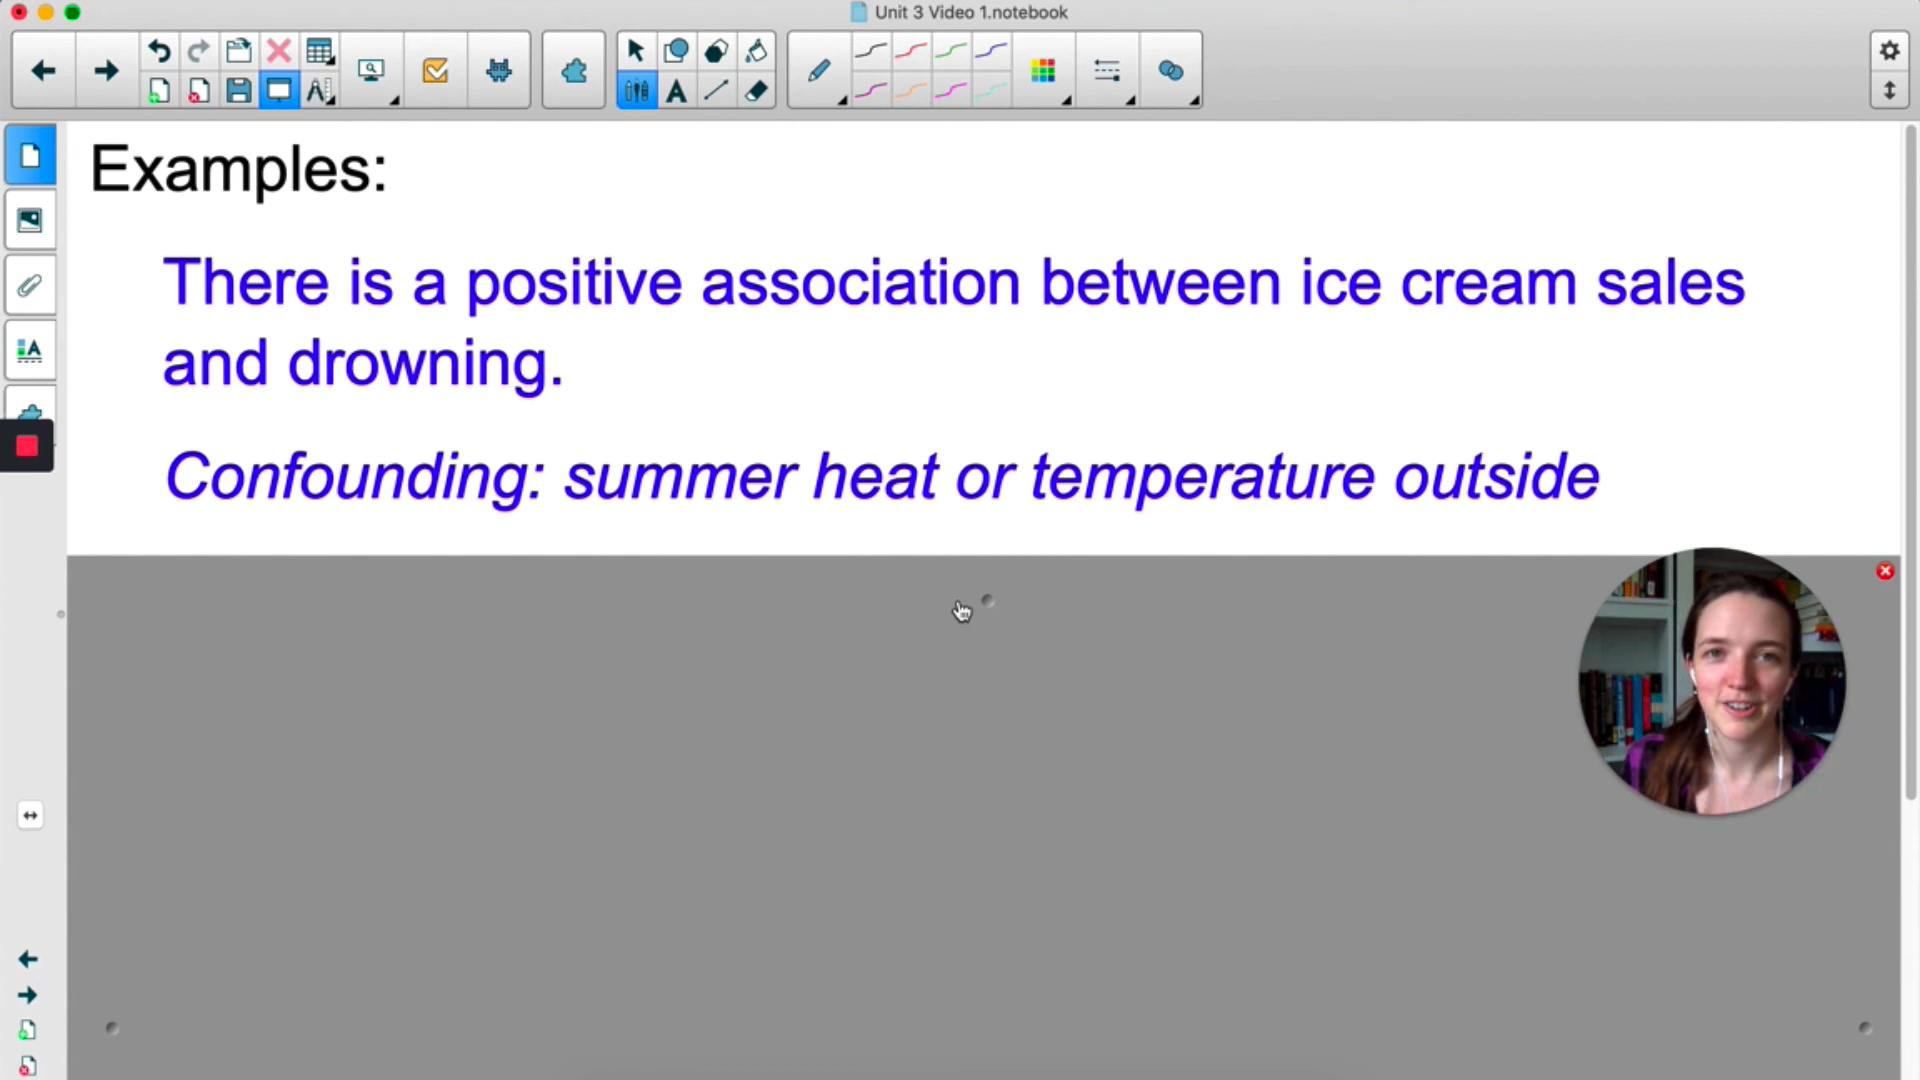 Unit 3 Video 1.notebook
Examples:
There is a positive association between ice cream sales
and drowning.
Confounding: summer heat or temperature outside